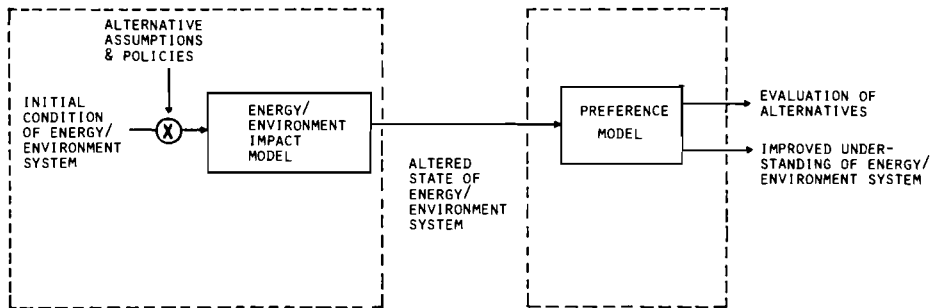 ALTERNATIVE
ASSUMPTIONS
& POLICIES
INITIAL
CONDITION
OF ENERGY/
ENVIRONMENT
SYSTEM
X
ENERGY/
ENVIRONMENT
IMPACT
MODEL
ALTERED
STATE OF
ENERGY/
ENVIRONMENT
SYSTEM
PREFERENCE
MODEL
EVALUATION OF
ALTERNATIVES
IMPROVED UNDER-
STANDING OF ENERGY/
ENVIRONMENT SYSTEM